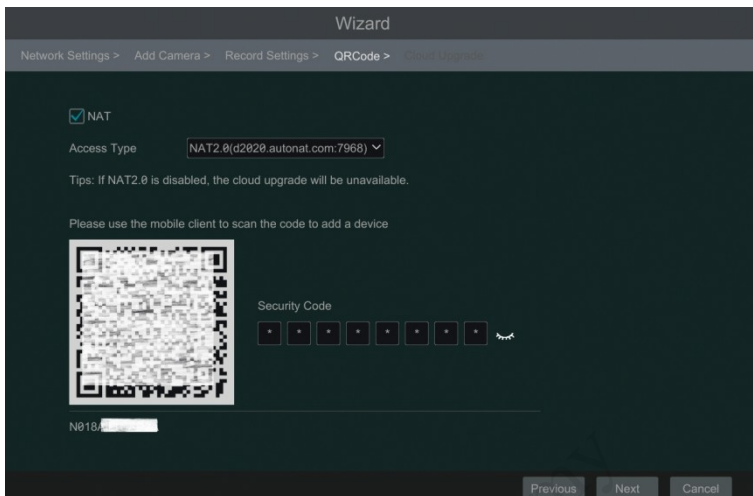 Wizard
Network Settings > Add Camera > Record Settings > QRCode > Cloud Upgrade
NAT
Access Type NAT2.0(d2020.autonat.com:7968)
Tips: If NAT2.0 is disabled, the cloud upgrade will be unavailable.
Please use the mobile client to scan the code to add a device
Security Code
* * * * * * * *
N018
Previous Next Cancel